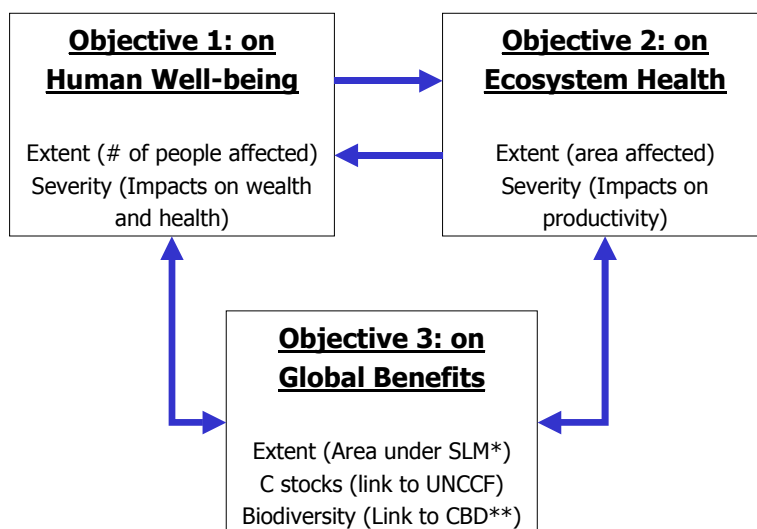 Objective 1: on
Human Well-being
Extent (# of people affected)
Severity (Impacts on wealth
and health)
Objective 2: on
Ecosystem Health
Extent (area affected)
Severity (Impacts on
productivity)
Objective 3: on
Global Benefits
Extent (Area under SLM*)
C stocks (link to UNCCF)
Biodiversity (Link to CBD**)